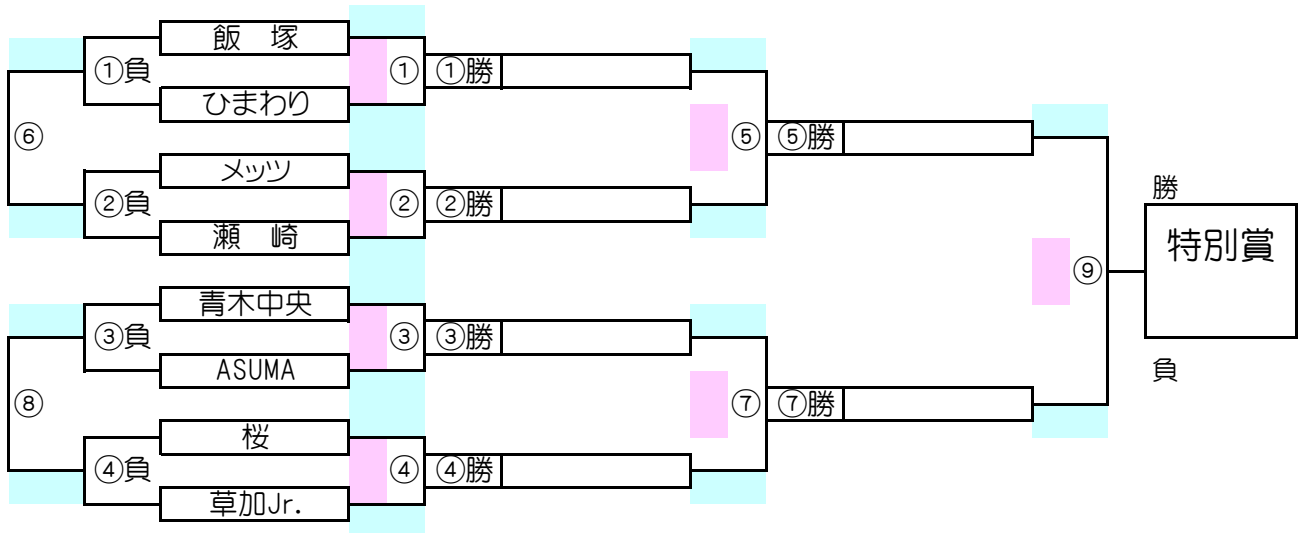 飯　塚
①負
①
①勝
ひまわり
⑥
⑤
⑤勝
メッツ
②負
②
②勝
瀬　崎
勝
特別賞
⑨
青木中央
③負
③
③勝
ASUMA
負
⑧
⑦
⑦勝
桜
④負
④
④勝
草加Jr.